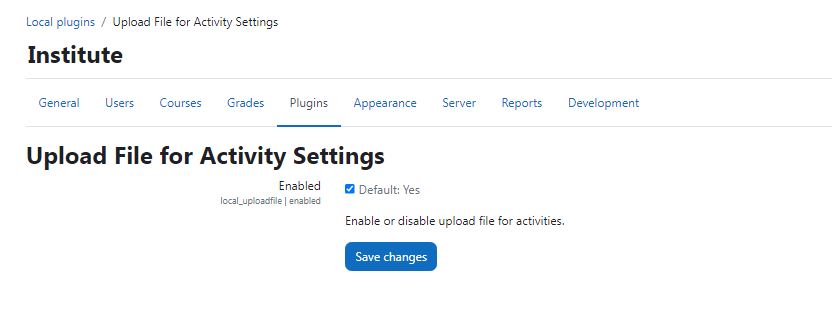 Local plugins / Upload File for Activity Settings
Institute
General Users Courses Grades Plugins Appearance Server Reports Development
Upload File for Activity Settings
Enabled Default: Yes
local_uploadfile | enabled
Enable or disable upload file for activities.
Save changes